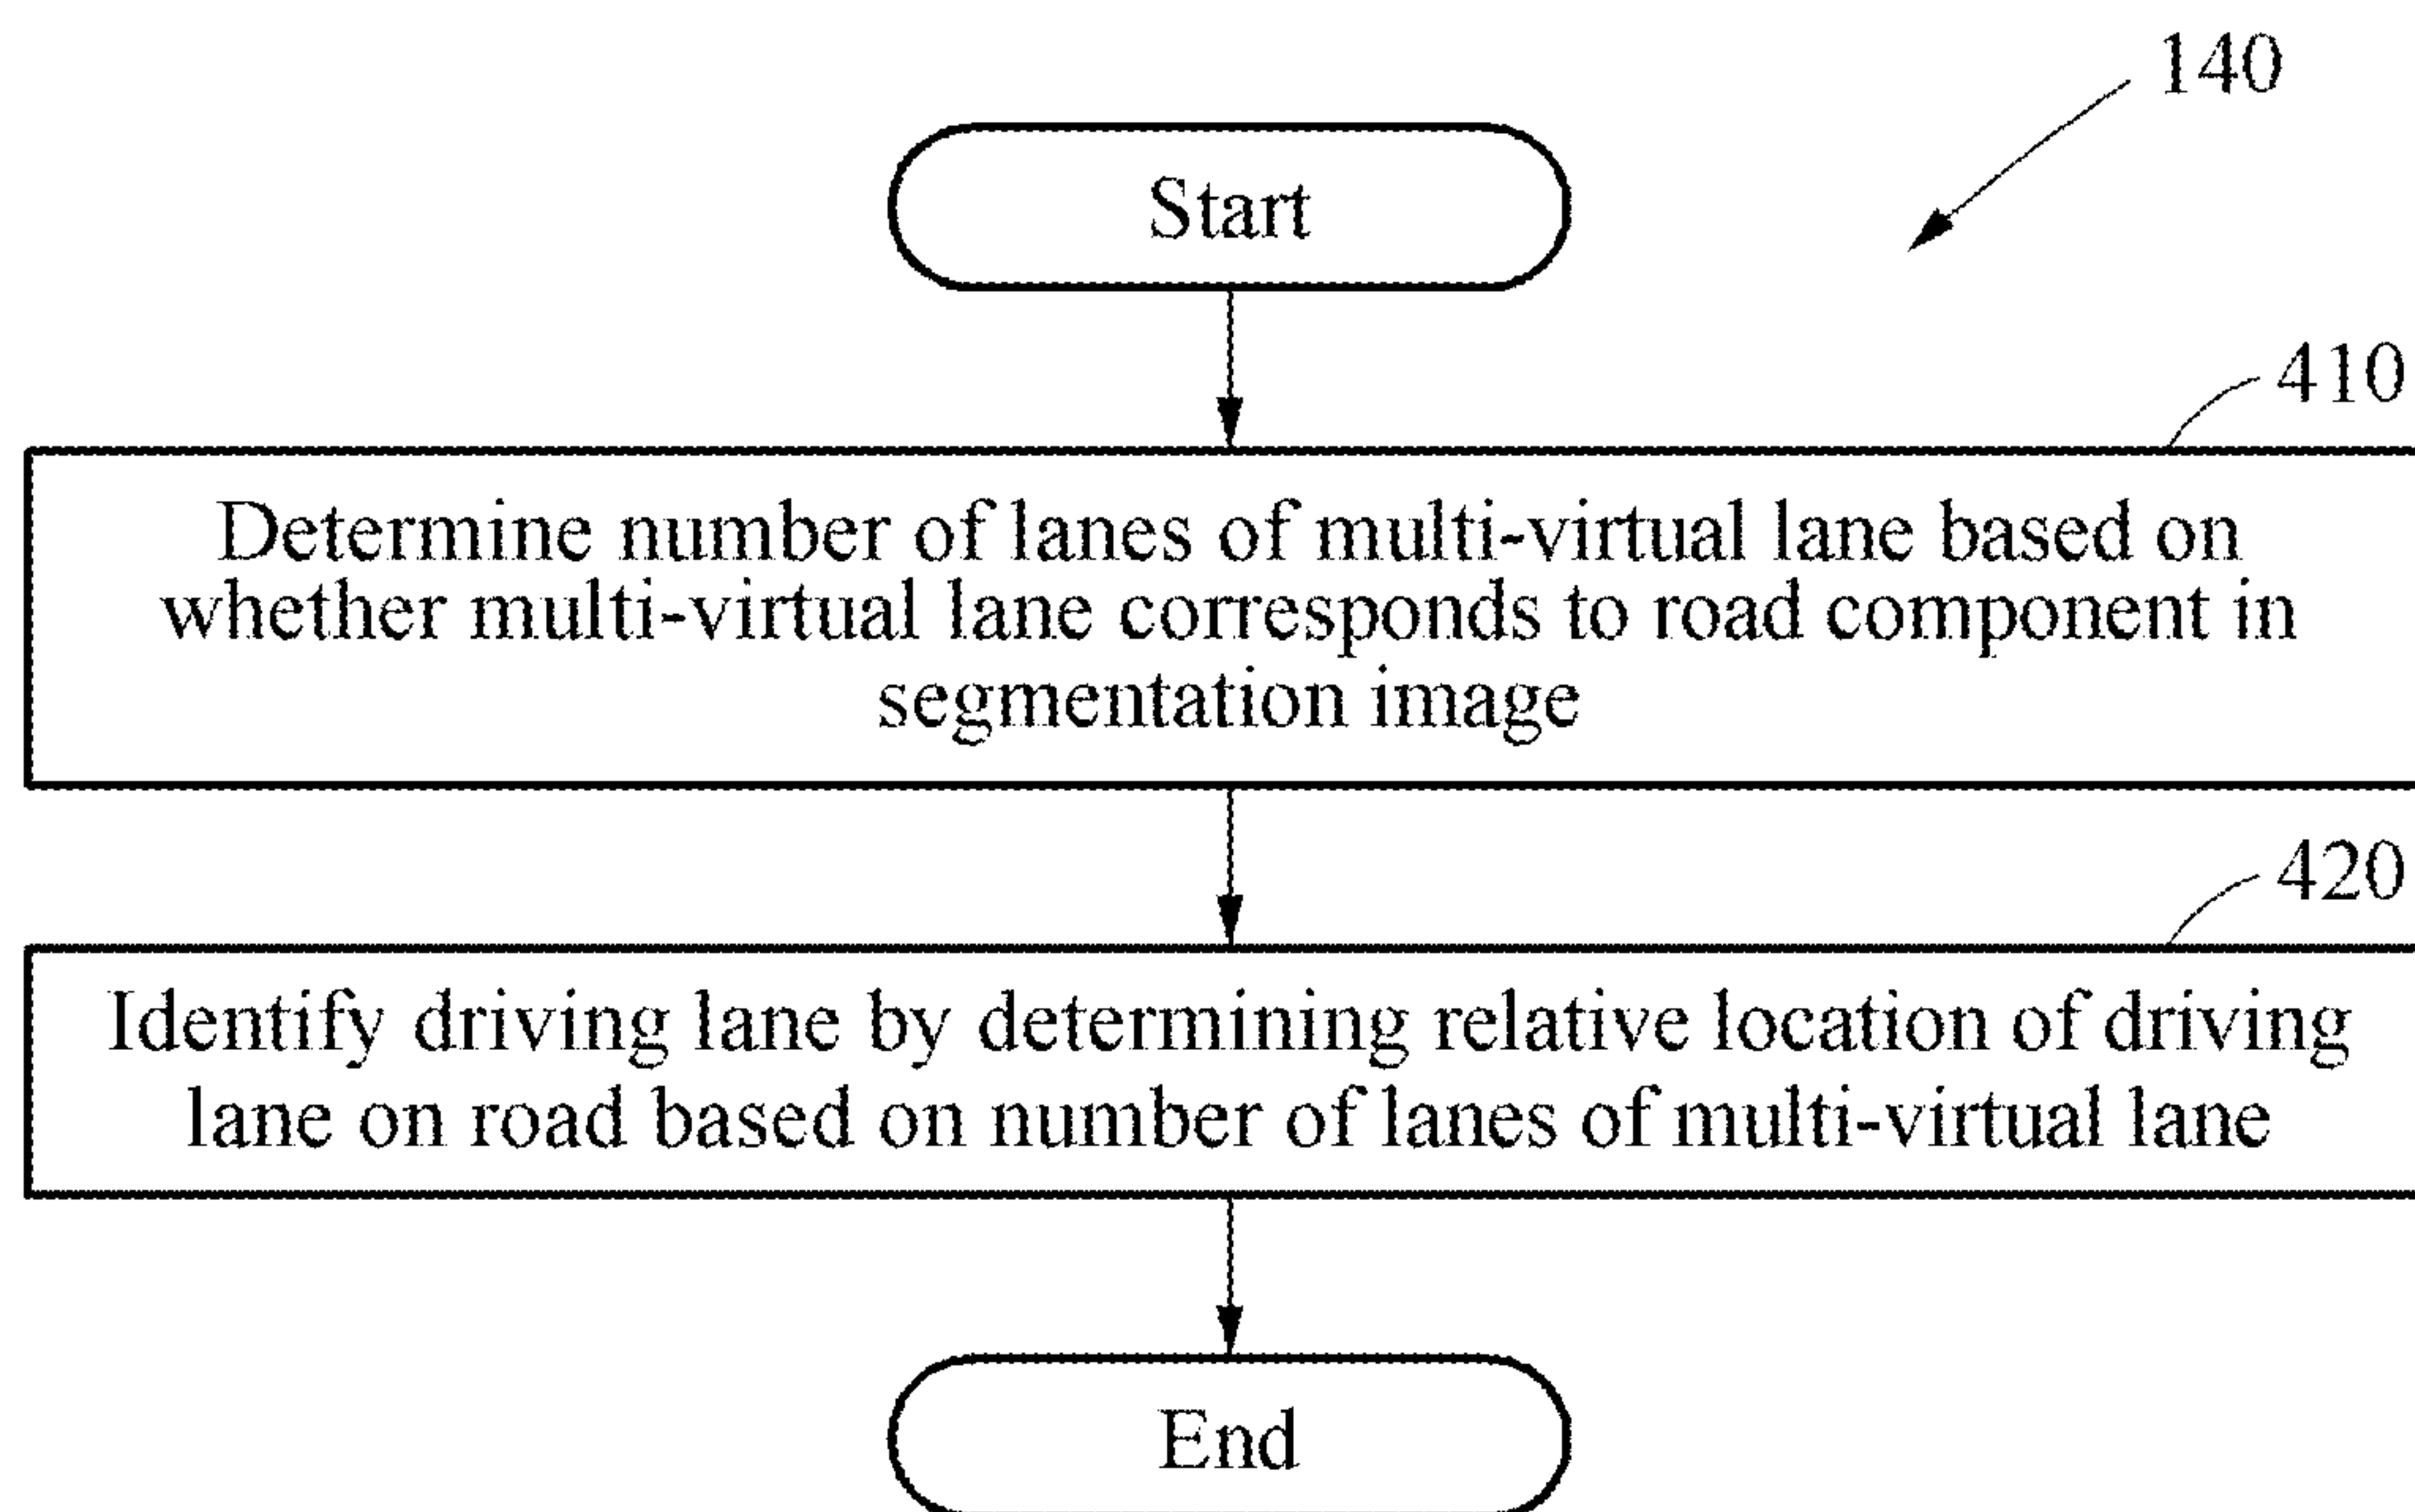 140
Start
410
Determine number of lanes of multi-virtual lane based on
whether multi-virtual lane corresponds to road component in
segmentation image
420
Identify driving lane by determining relative location of driving
lane on road based on number of lanes of multi-virtual lane
End